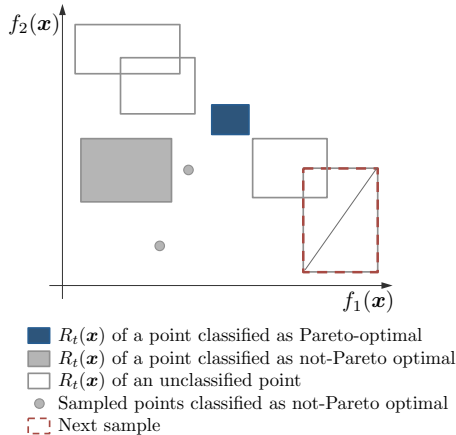 f₂(𝒙)
f₁(𝒙)
Rₜ(𝒙) of a point classified as Pareto-optimal
Rₜ(𝒙) of a point classified as not-Pareto optimal
Rₜ(𝒙) of an unclassified point
Sampled points classified as not-Pareto optimal
Next sample